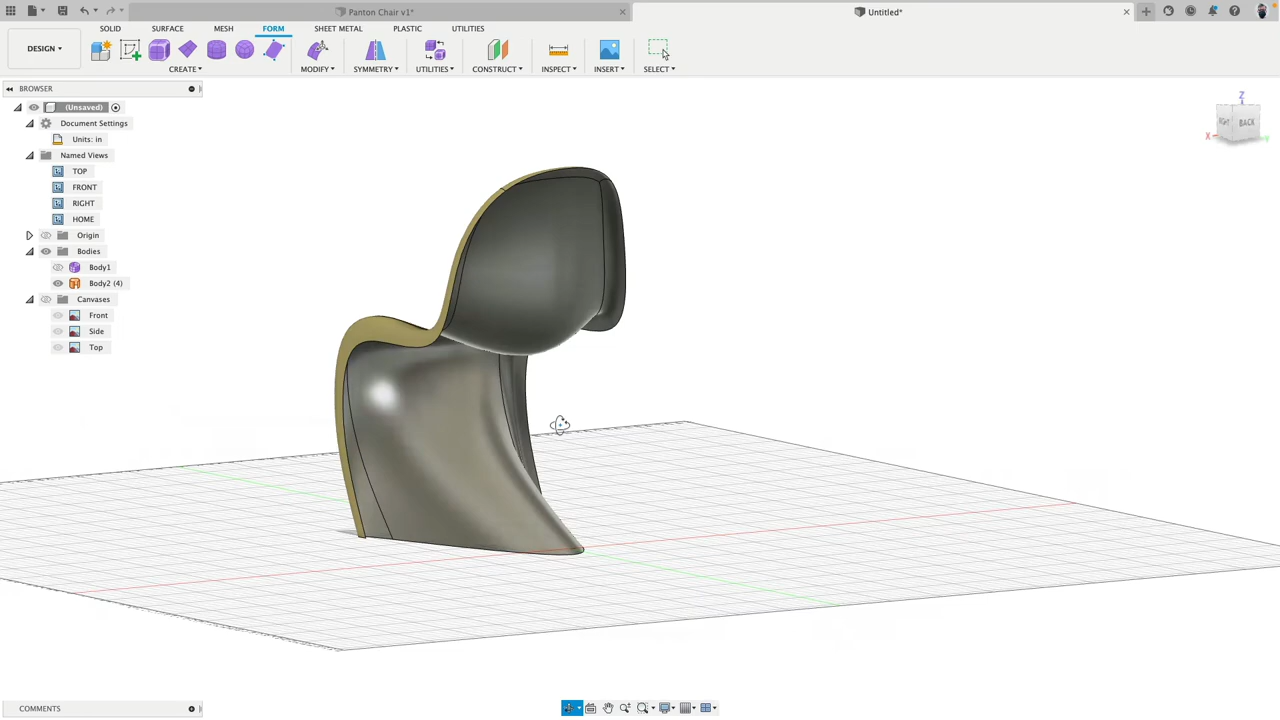 Panton Chair v1*
Untitled*
SOLID SURFACE MESH FORM SHEET METAL PLASTIC UTILITIES
DESIGN
CREATE MODIFY SYMMETRY UTILITIES CONSTRUCT INSPECT INSERT SELECT
BROWSER
(Unsaved)
Document Settings
Units: in
Named Views
TOP
FRONT
RIGHT
HOME
Origin
Bodies
Body1
Body2 (4)
Canvases
Front
Side
Top
Z
RIGHT
BACK
X
COMMENTS